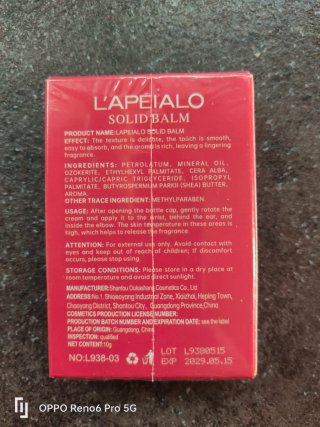 L'APEIALO
SOLID BALM
PRODUCT NAME: LAPEIALO SOLID BALM
EFFECT: The texture is delicate, the touch is smooth,
easy to absorb, and the aroma is rich, leaving a lingering
fragrance.
INGREDIENTS: PETROLATUM, MINERAL OIL,
OZOKERITE, ETHYLHEXYL PALMITATE, CERA ALBA,
CAPRYLIC/CAPRIC TRIGLYCERIDE, ISOPROPYL
PALMITATE, BUTYROSPERMUM PARKII (SHEA) BUTTER,
AROMA.
OTHER TRACE INGREDIENT: METHYLPARABEN.
USAGE: After opening the bottle cap, gently rotate the
cream and apply it to the wrist, behind the ear, and
inside the elbow. The skin temperature in these areas is
high, which helps to release the fragrance.
ATTENTION: For external use only. Avoid contact with
eyes and keep out of reach of children; If discomfort
occurs, please stop using.
STORAGE CONDITIONS: Please store in a dry place at
room temperature and avoid direct sunlight.
MANUFACTURER: Shantou Oukashang Cosmetics Co., Ltd
ADDRESS: No.1, Shiqeoyong Industrial Zone, Xiazhai, Heping Town,
Chaoyang District, Shantou City, Guangdong Province, China
COSMETICS PRODUCTION LICENSE NUMBER:
PRODUCTION BATCH NUMBER AND EXPIRATION DATE: see the label
PLACE OF ORIGIN: Guangdong, China
INSPECTION: qualified
NET CONTENT: 10g
NO: L938-03
LOT L9380515
EXP 2029.05.15
OPPO Reno6 Pro 5G